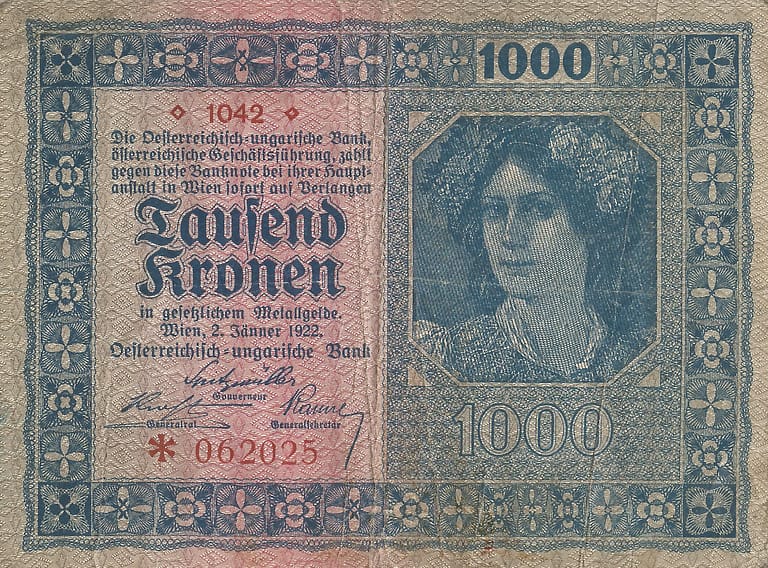 1000
◇ 1042 ◇
Die Oesterreichisch-ungarische Bank,
österreichische Geschäftsführung, zahlt
gegen diese Banknote bei ihrer Haupt-
anstalt in Wien sofort auf Verlangen
Tausend
Kronen
in gesetzlichem Metallgelde.
Wien, 2. Jänner 1922.
Oesterreichisch-ungarische Bank
Spitzmüller
Gouverneur
Generalrat
Generalsekretär
* 062025
1000